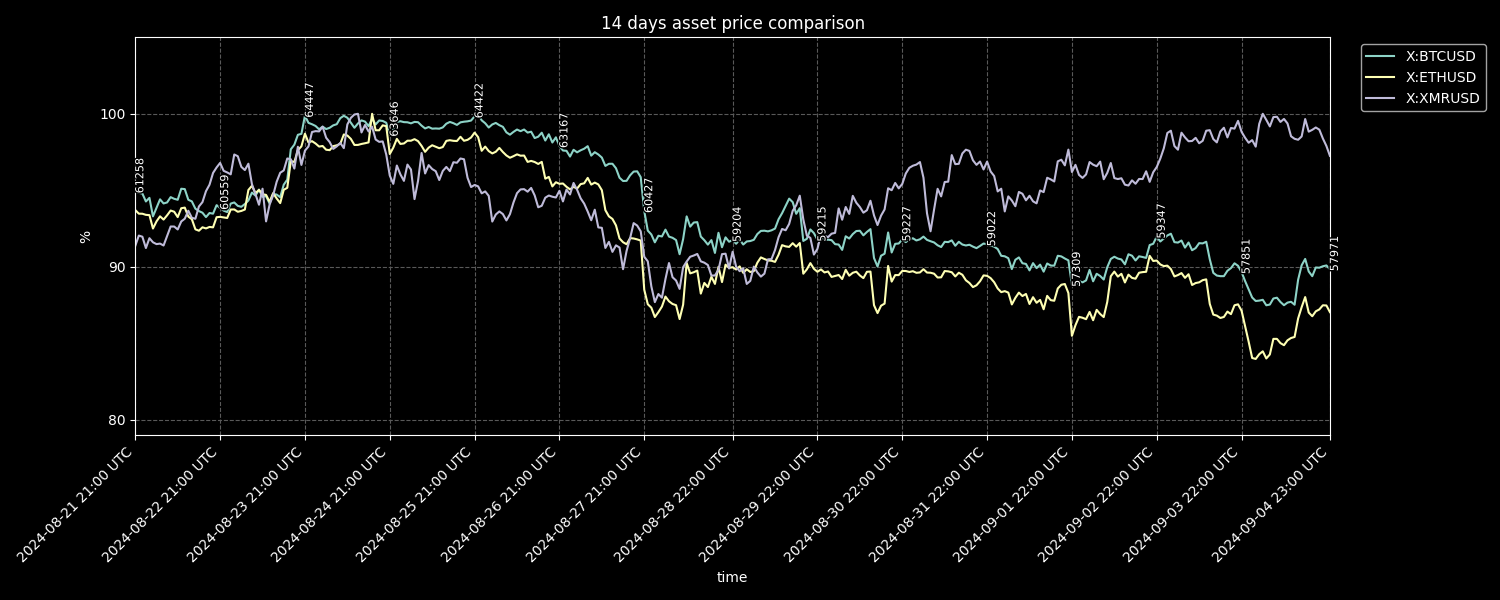 14 days asset price comparison
X:BTCUSD
X:ETHUSD
X:XMRUSD
100
90
80
%
61258
60559
64447
63646
64422
63167
60427
59204
59215
59227
59022
57309
59347
57851
57971
2024-08-21 21:00 UTC
2024-08-22 21:00 UTC
2024-08-23 21:00 UTC
2024-08-24 21:00 UTC
2024-08-25 21:00 UTC
2024-08-26 21:00 UTC
2024-08-27 21:00 UTC
2024-08-28 22:00 UTC
2024-08-29 22:00 UTC
2024-08-30 22:00 UTC
2024-08-31 22:00 UTC
2024-09-01 22:00 UTC
2024-09-02 22:00 UTC
2024-09-03 22:00 UTC
2024-09-04 23:00 UTC
time